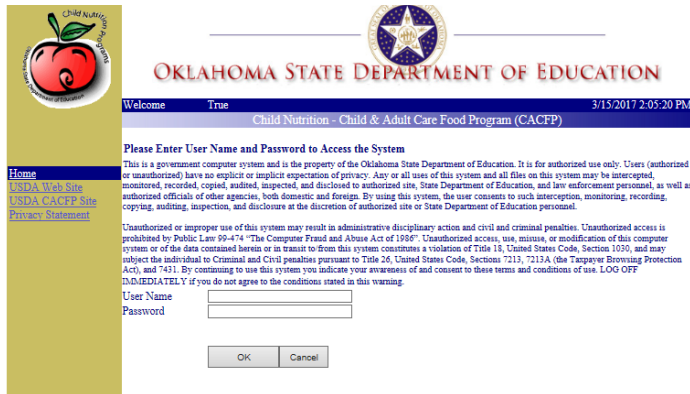 Child Nutrition Programs
Oklahoma State Department of Education
OKLAHOMA STATE DEPARTMENT OF EDUCATION
Welcome True 3/15/2017 2:05:20 PM
Child Nutrition - Child & Adult Care Food Program (CACFP)
Home
USDA Web Site
USDA CACFP Site
Privacy Statement
Please Enter User Name and Password to Access the System
This is a government computer system and is the property of the Oklahoma State Department of Education. It is for authorized use only. Users (authorized
or unauthorized) have no explicit or implicit expectation of privacy. Any or all uses of this system and all files on this system may be intercepted,
monitored, recorded, copied, audited, inspected, and disclosed to authorized site, State Department of Education, and law enforcement personnel, as well as
authorized officials of other agencies, both domestic and foreign. By using this system, the user consents to such interception, monitoring, recording,
copying, auditing, inspection, and disclosure at the discretion of authorized site or State Department of Education personnel.
Unauthorized or improper use of this system may result in administrative disciplinary action and civil and criminal penalties. Unauthorized access is
prohibited by Public Law 99-474 “The Computer Fraud and Abuse Act of 1986”. Unauthorized access, use, misuse, or modification of this computer
system or of the data contained herein or in transit to/from this system constitutes a violation of Title 18, United States Code, Section 1030, and may
subject the individual to Criminal and Civil penalties pursuant to Title 26, United States Code, Sections 7213, 7213A (the Taxpayer Browsing Protection
Act), and 7431. By continuing to use this system you indicate your awareness of and consent to these terms and conditions of use. LOG OFF
IMMEDIATELY if you do not agree to the conditions stated in this warning.
User Name
Password
OK Cancel